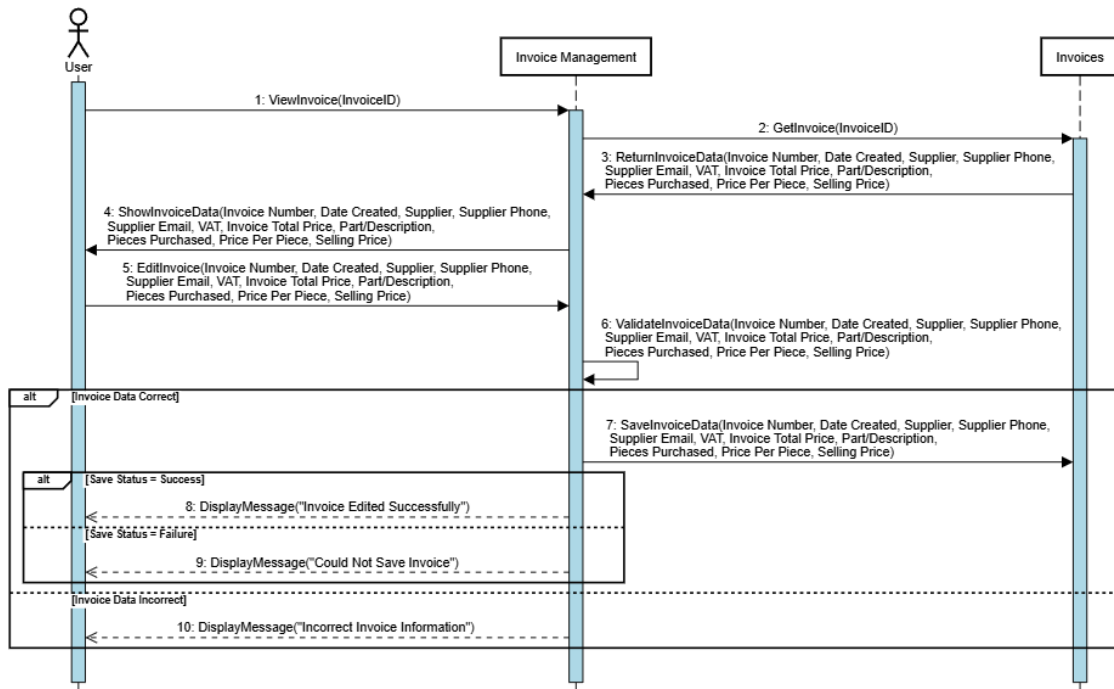 User
Invoice Management
Invoices
1: ViewInvoice(InvoiceID)
2: GetInvoice(InvoiceID)
3: ReturnInvoiceData(Invoice Number, Date Created, Supplier, Supplier Phone,
Supplier Email, VAT, Invoice Total Price, Part/Description,
Pieces Purchased, Price Per Piece, Selling Price)
4: ShowInvoiceData(Invoice Number, Date Created, Supplier, Supplier Phone,
Supplier Email, VAT, Invoice Total Price, Part/Description,
Pieces Purchased, Price Per Piece, Selling Price)
5: EditInvoice(Invoice Number, Date Created, Supplier, Supplier Phone,
Supplier Email, VAT, Invoice Total Price, Part/Description,
Pieces Purchased, Price Per Piece, Selling Price)
6: ValidateInvoiceData(Invoice Number, Date Created, Supplier, Supplier Phone,
Supplier Email, VAT, Invoice Total Price, Part/Description,
Pieces Purchased, Price Per Piece, Selling Price)
alt
[Invoice Data Correct]
7: SaveInvoiceData(Invoice Number, Date Created, Supplier, Supplier Phone,
Supplier Email, VAT, Invoice Total Price, Part/Description,
Pieces Purchased, Price Per Piece, Selling Price)
alt
[Save Status = Success]
8: DisplayMessage("Invoice Edited Successfully")
[Save Status = Failure]
9: DisplayMessage("Could Not Save Invoice")
[Invoice Data Incorrect]
10: DisplayMessage("Incorrect Invoice Information")